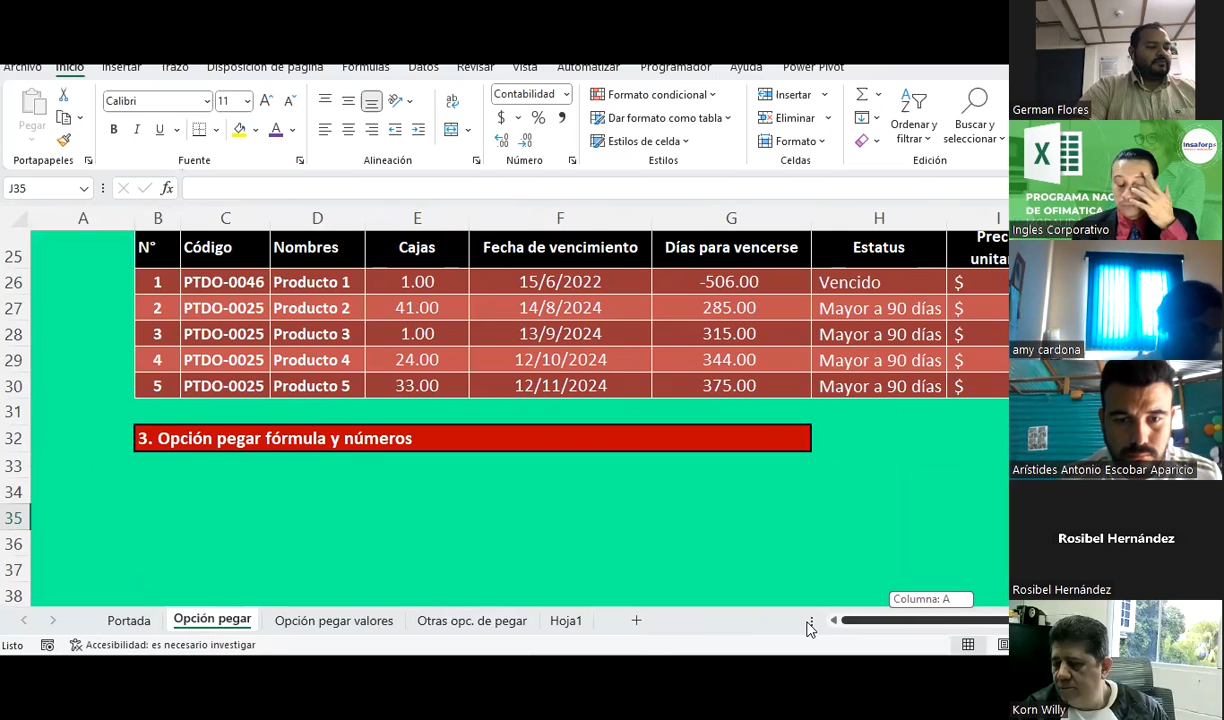 Archivo Inicio Insertar Trazo Disposición de página Fórmulas Datos Revisar Vista Automatizar Programador Ayuda Power Pivot
Pegar
Portapapeles
Calibri 11
N K S A
Fuente
Alineación
Contabilidad
$ % 
Número
Formato condicional
Dar formato como tabla
Estilos de celda
Estilos
Insertar
Eliminar
Formato
Celdas
Ordenar y filtrar
Buscar y seleccionar
Edición
J35 fx
A B C D E F G H I
25 N° Código Nombres Cajas Fecha de vencimiento Días para vencerse Estatus
26 1 PTDO-0046 Producto 1 1.00 15/6/2022 -506.00 Vencido $
27 2 PTDO-0025 Producto 2 41.00 14/8/2024 285.00 Mayor a 90 días $
28 3 PTDO-0025 Producto 3 1.00 13/9/2024 315.00 Mayor a 90 días $
29 4 PTDO-0025 Producto 4 24.00 12/10/2024 344.00 Mayor a 90 días $
30 5 PTDO-0025 Producto 5 33.00 12/11/2024 375.00 Mayor a 90 días $
31
32 3. Opción pegar fórmula y números
33
34
35
36
37
38
Columna: A
Portada Opción pegar Opción pegar valores Otras opc. de pegar Hoja1 +
Listo Accesibilidad: es necesario investigar
German Flores
X
insaforp
PROGRAMA NAC
DE OFIMATICA
Ingles Corporativo
amy cardona
Arístides Antonio Escobar Aparicio
Rosibel Hernández
Rosibel Hernández
Korn Willy